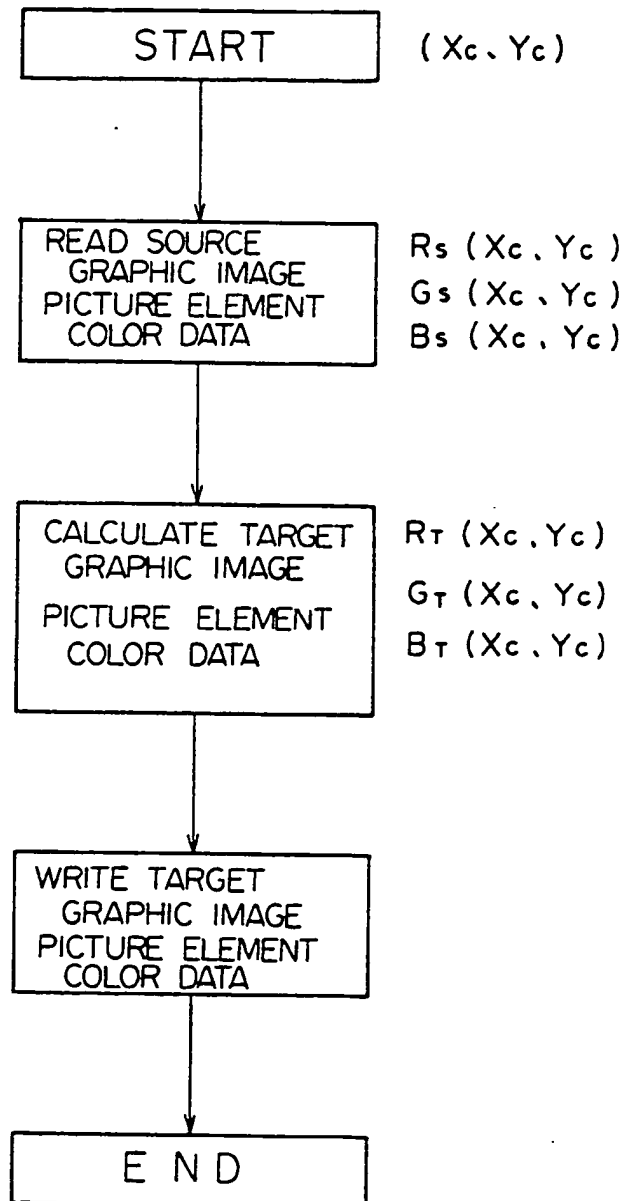 START (Xc、Yc)
READ SOURCE
GRAPHIC IMAGE
PICTURE ELEMENT
COLOR DATA
Rs (Xc、Yc)
Gs (Xc、Yc)
Bs (Xc、Yc)
CALCULATE TARGET
GRAPHIC IMAGE
PICTURE ELEMENT
COLOR DATA
RT (Xc、Yc)
GT (Xc、Yc)
BT (Xc、Yc)
WRITE TARGET
GRAPHIC IMAGE
PICTURE ELEMENT
COLOR DATA
END